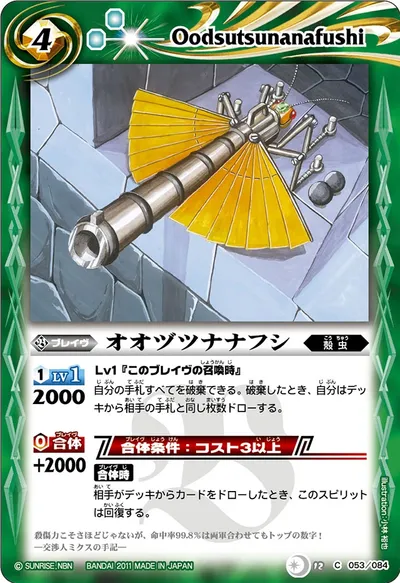 4
Oodsutsunanafushi
ブレイヴ
オオヅツナナフシ
殻虫
1 LV1
2000
Lv1『このブレイヴの召喚時』
自分の手札すべてを破棄できる。破棄したとき、自分はデッ
キから相手の手札と同じ枚数ドローする。
合体
+2000
合体条件：コスト3以上
合体時
相手がデッキからカードをドローしたとき、このスピリット
は回復する。
殺傷力こそさほどじゃないが、命中率99.8％は両軍合わせてもトップの数字！
―交渉人ミクスの手記―
illustration:小林 裕也
© SUNRISE, NBN BANDAI 2011 MADE IN JAPAN
C 053/084